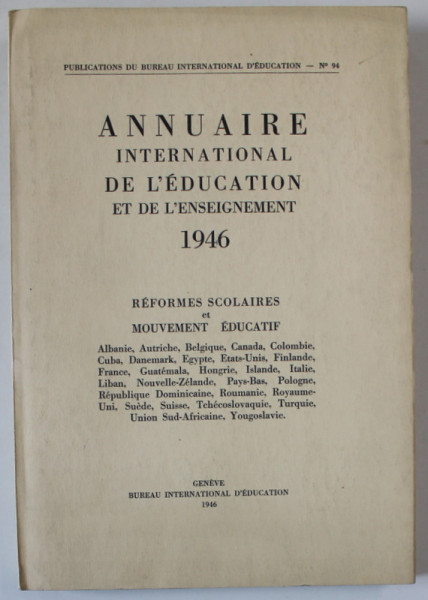 PUBLICATIONS DU BUREAU INTERNATIONAL D'ÉDUCATION — Nº 94
ANNUAIRE
INTERNATIONAL
DE L'ÉDUCATION
ET DE L'ENSEIGNEMENT
1946
RÉFORMES SCOLAIRES
et
MOUVEMENT ÉDUCATIF
Albanie, Autriche, Belgique, Canada, Colombie,
Cuba, Danemark, Egypte, Etats-Unis, Finlande,
France, Guatémala, Hongrie, Islande, Italie,
Liban, Nouvelle-Zélande, Pays-Bas, Pologne,
République Dominicaine, Roumanie, Royaume-
Uni, Suède, Suisse, Tchécoslovaquie, Turquie,
Union Sud-Africaine, Yougoslavie.
GENÈVE
BUREAU INTERNATIONAL D'ÉDUCATION
1946